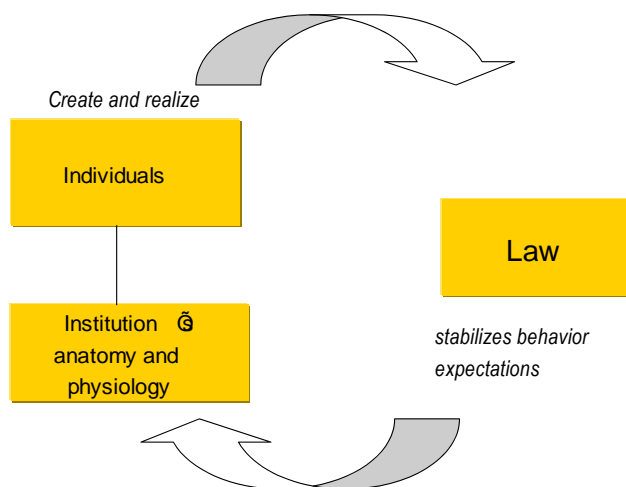 Create and realize
Individuals
Law
Institution
anatomy and
physiology
stabilizes behavior
expectations